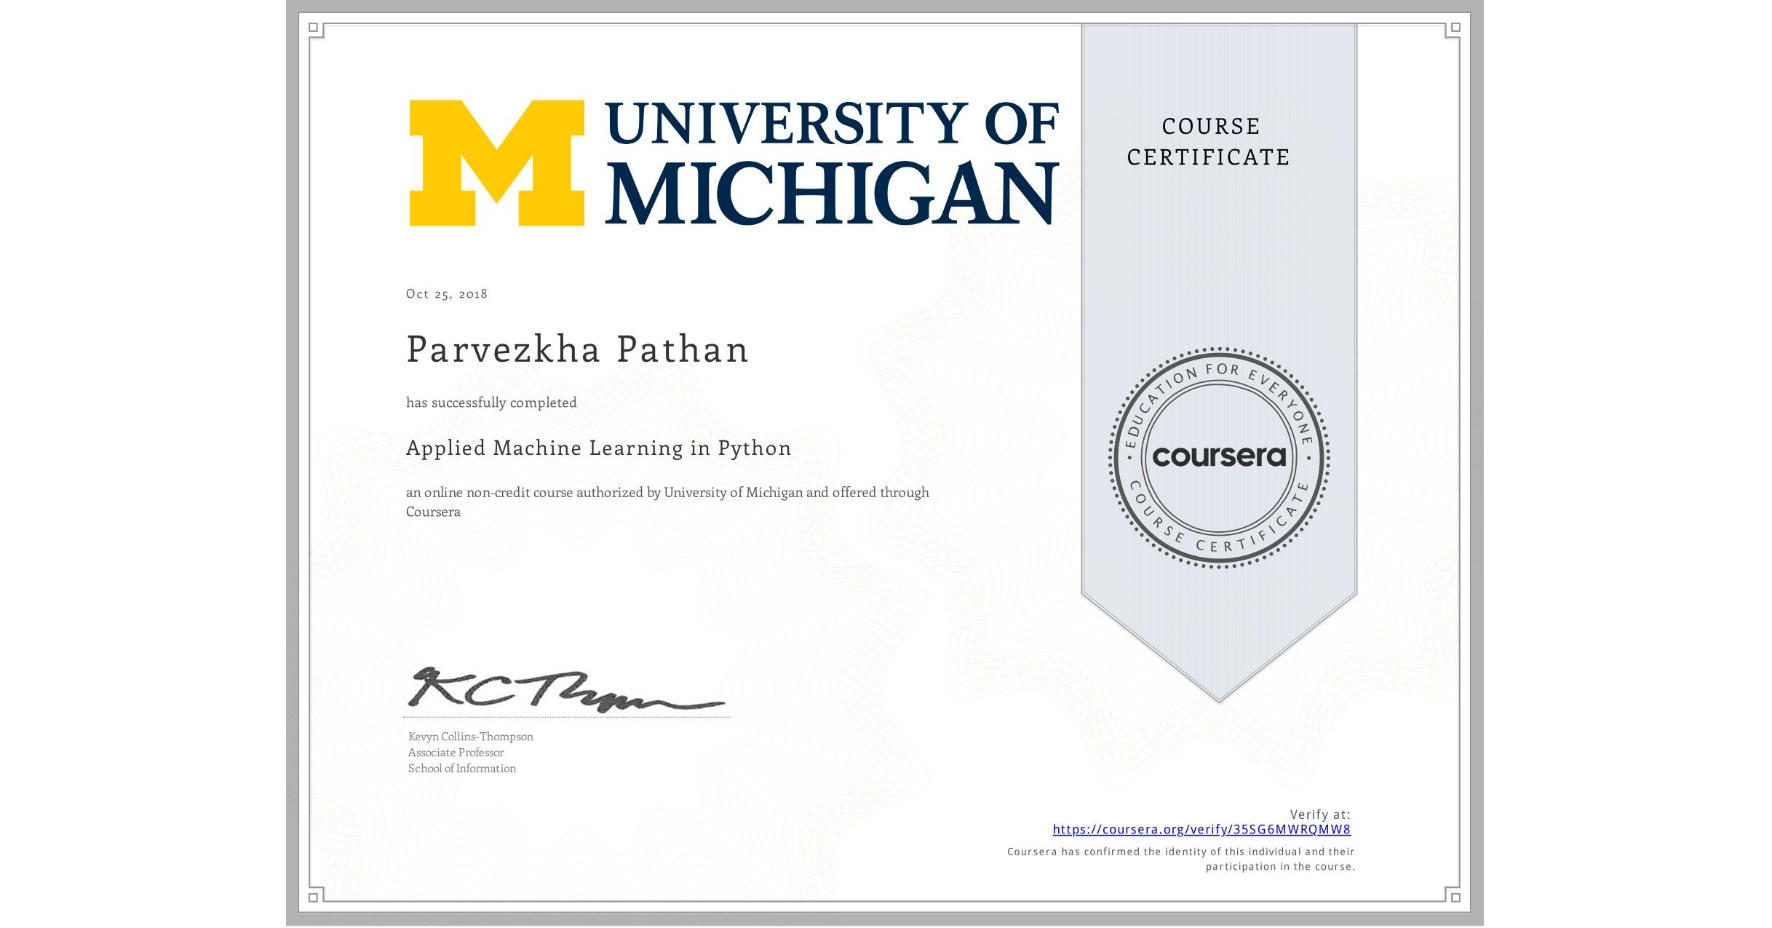 UNIVERSITY OF
MICHIGAN
COURSE
CERTIFICATE
Oct 25, 2018
Parvezkha Pathan
has successfully completed
Applied Machine Learning in Python
an online non-credit course authorized by University of Michigan and offered through
Coursera
EDUCATION FOR EVERYONE
coursera
COURSE CERTIFICATE
KCThompson
Kevyn Collins-Thompson
Associate Professor
School of Information
Verify at:
https://coursera.org/verify/35SG6MWRQMW8
Coursera has confirmed the identity of this individual and their
participation in the course.